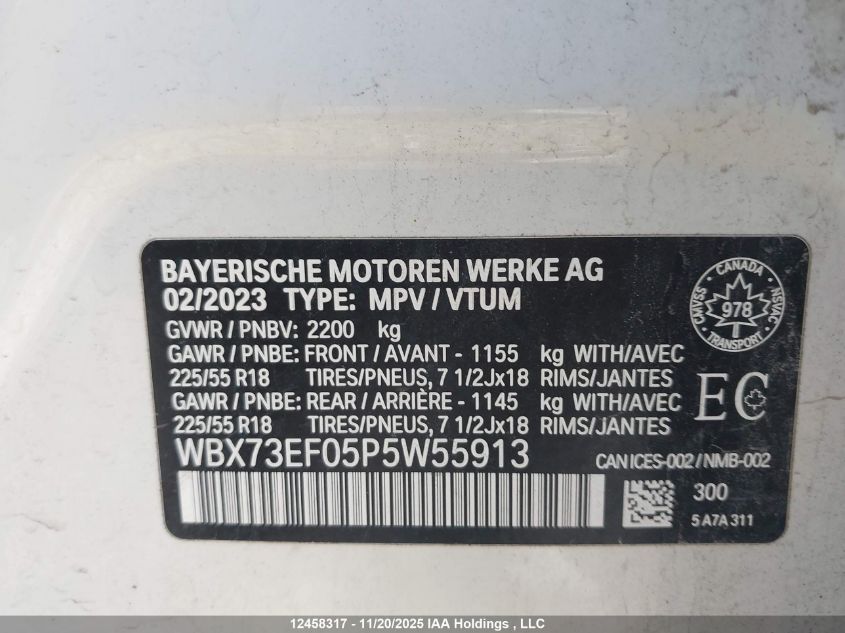 BAYERISCHE MOTOREN WERKE AG
02/2023 TYPE: MPV / VTUM
GVWR / PNBV: 2200 kg
GAWR / PNBE: FRONT / AVANT - 1155 kg WITH/AVEC
225/55 R18 TIRES/PNEUS, 7 1/2Jx18 RIMS/JANTES
GAWR / PNBE: REAR / ARRIÈRE - 1145 kg WITH/AVEC
225/55 R18 TIRES/PNEUS, 7 1/2Jx18 RIMS/JANTES
WBX73EF05P5W55913
CANADA
CMVSS 978 NSVAC
TRANSPORT
EC
CAN ICES-002 / NMB-002
300
5 A7A 311
12458317 - 11/20/2025 IAA Holdings , LLC